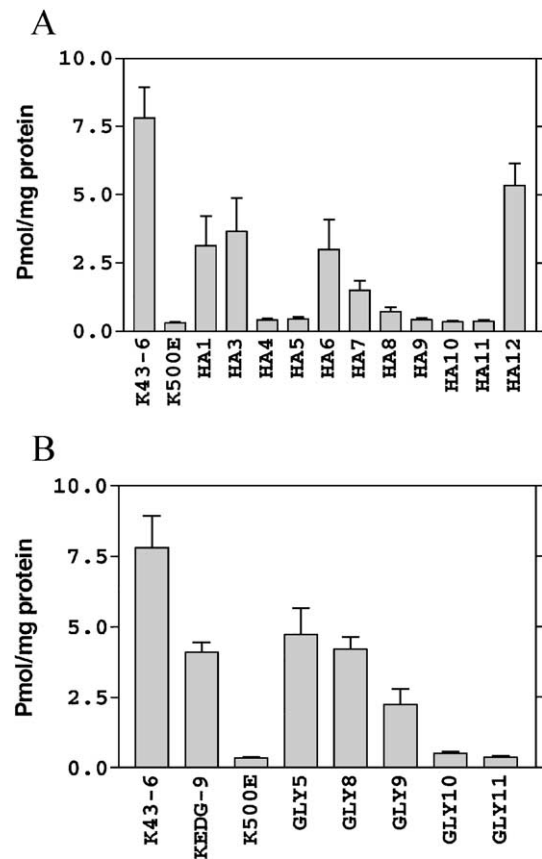 A
10.0
7.5
5.0
2.5
0.0
Pmol/mg protein
K43-6
K500E
HA1
HA3
HA4
HA5
HA6
HA7
HA8
HA9
HA10
HA11
HA12
B
10.0
7.5
5.0
2.5
0.0
Pmol/mg protein
K43-6
KEDG-9
K500E
GLY5
GLY8
GLY9
GLY10
GLY11